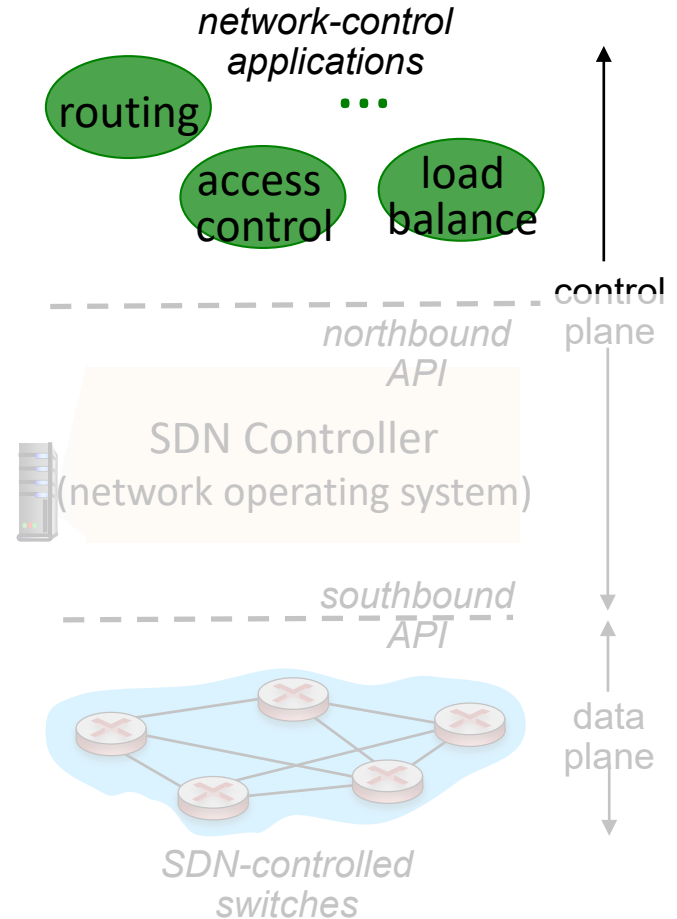 network-control
applications
routing
...
access
control
load
balance
control
plane
northbound
API
SDN Controller
(network operating system)
southbound
API
data
plane
SDN-controlled
switches